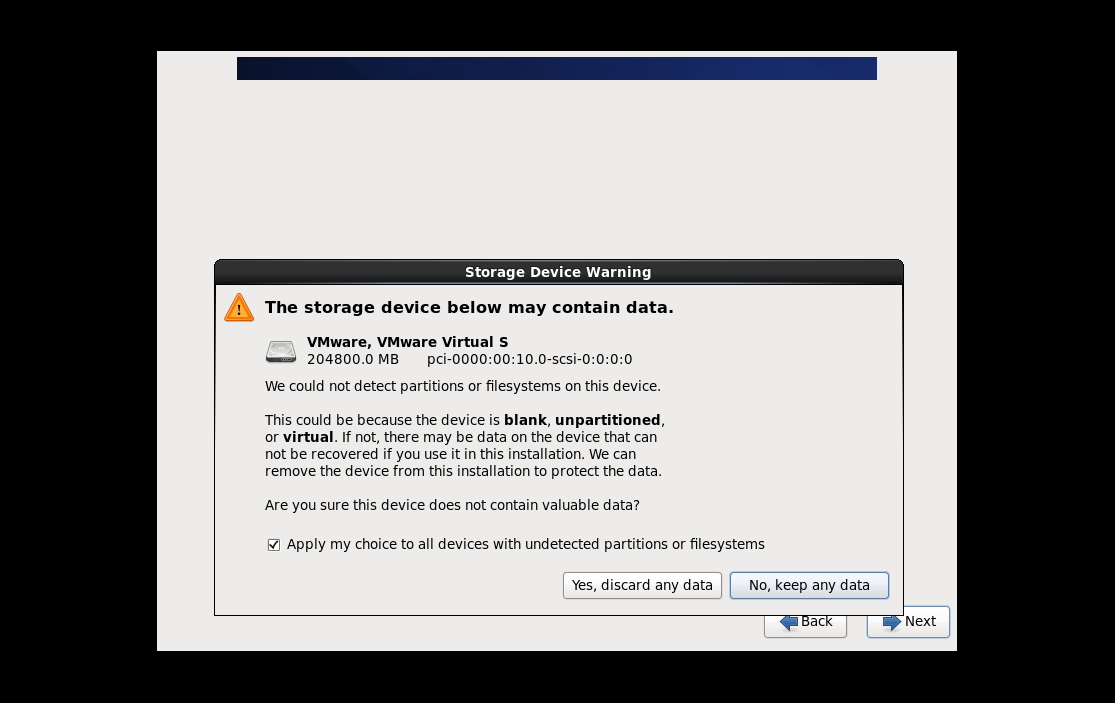 Storage Device Warning
The storage device below may contain data.
VMware, VMware Virtual S
204800.0 MB pci-0000:00:10.0-scsi-0:0:0:0
We could not detect partitions or filesystems on this device.
This could be because the device is blank, unpartitioned,
or virtual. If not, there may be data on the device that can
not be recovered if you use it in this installation. We can
remove the device from this installation to protect the data.
Are you sure this device does not contain valuable data?
Apply my choice to all devices with undetected partitions or filesystems
Yes, discard any data No, keep any data
Back Next